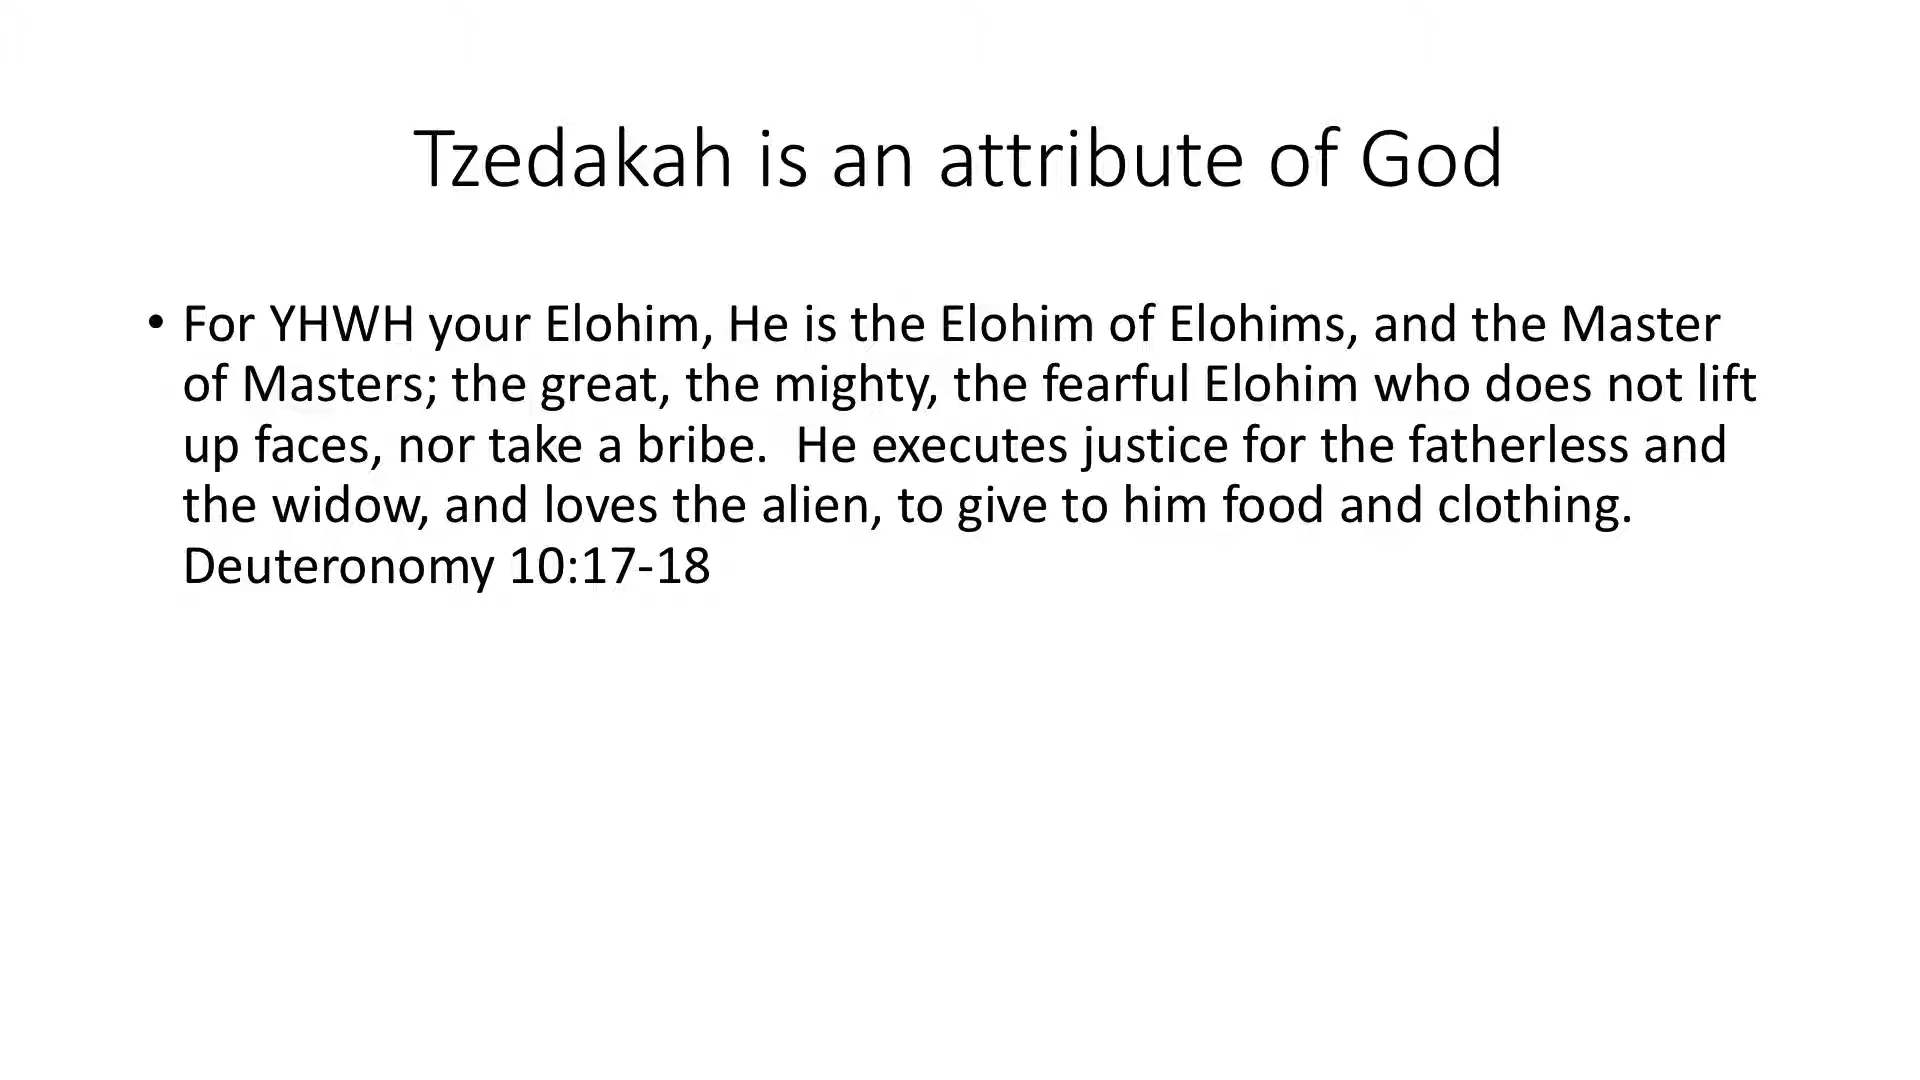 Tzedakah is an attribute of God
• For YHWH your Elohim, He is the Elohim of Elohims, and the Master
of Masters; the great, the mighty, the fearful Elohim who does not lift
up faces, nor take a bribe.  He executes justice for the fatherless and
the widow, and loves the alien, to give to him food and clothing.
Deuteronomy 10:17-18